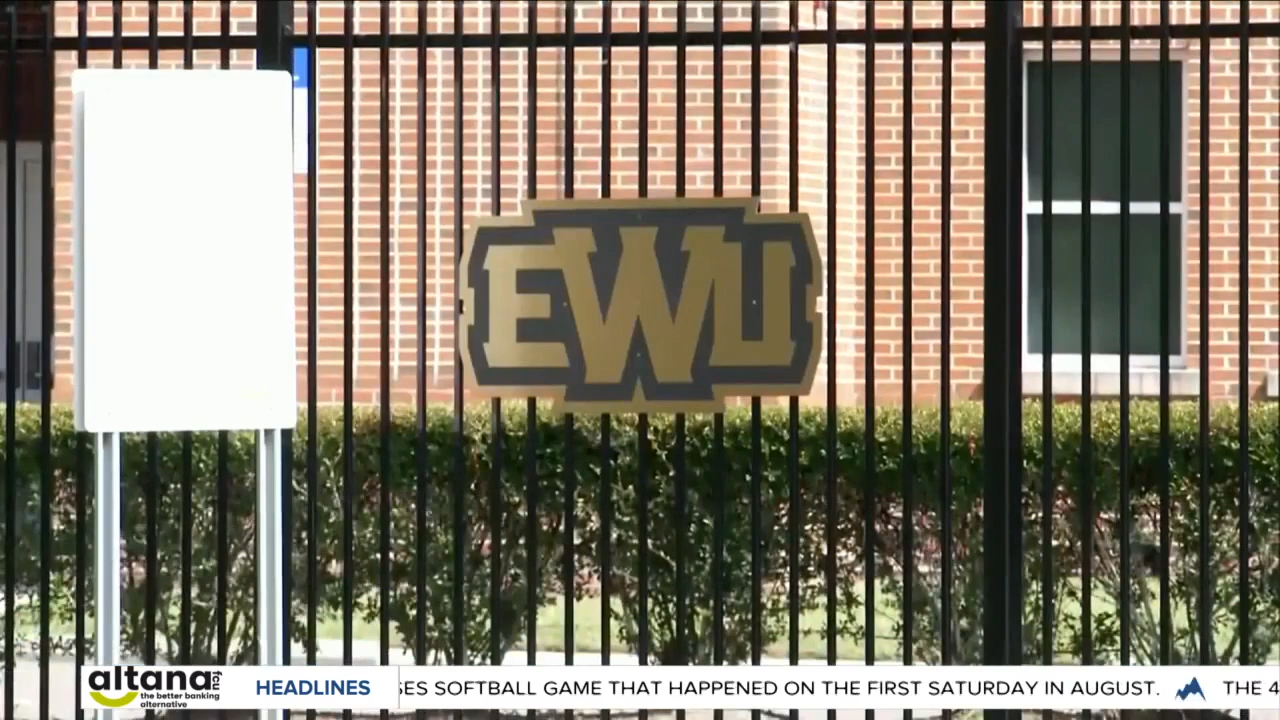 EWU
altana fcu
the better banking
alternative
HEADLINES
SES SOFTBALL GAME THAT HAPPENED ON THE FIRST SATURDAY IN AUGUST.
THE 4